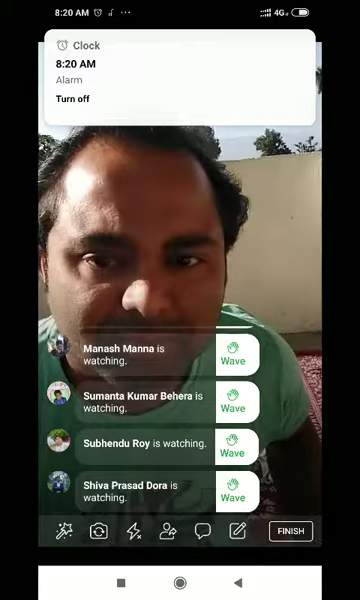 8:20 AM
4G
Clock
8:20 AM
Alarm
Turn off
Manash Manna is
watching.
Wave
Sumanta Kumar Behera is
watching.
Wave
Subhendu Roy is watching.
Wave
Shiva Prasad Dora is
watching.
Wave
FINISH